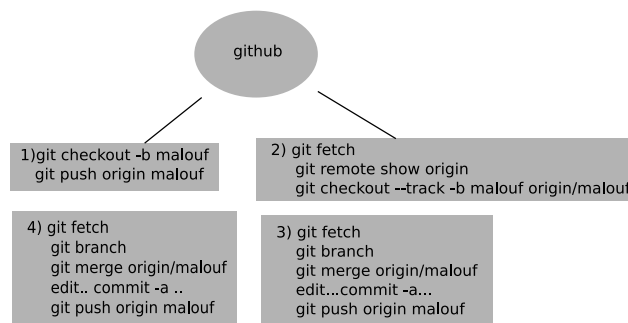 github
1)git checkout -b malouf
git push origin malouf
2) git fetch
git remote show origin
git checkout --track -b malouf origin/malouf
4) git fetch
git branch
git merge origin/malouf
edit.. commit -a ..
git push origin malouf
3) git fetch
git branch
git merge origin/malouf
edit...commit -a...
git push origin malouf